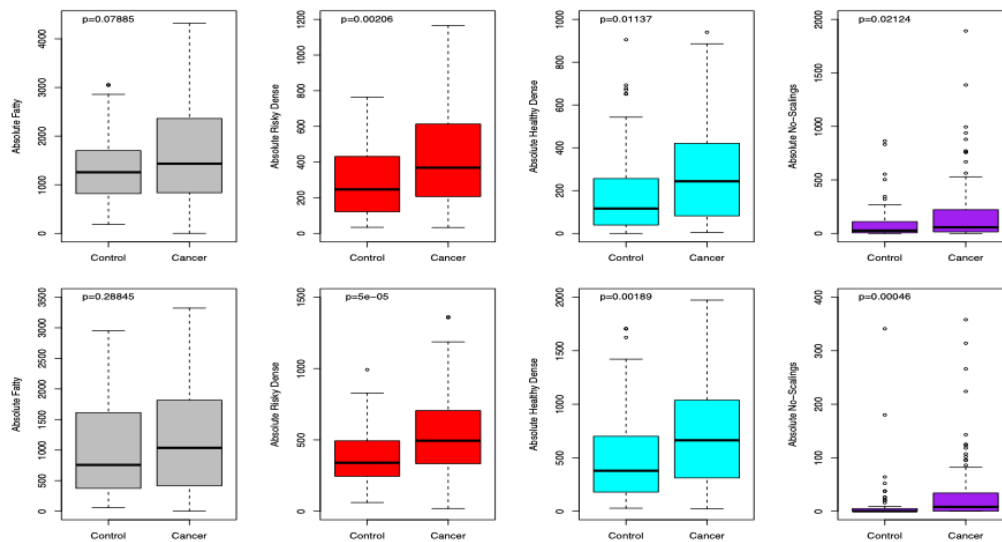 p=0.07885
Absolute Fatty
0
1000
2000
3000
4000
Control
Cancer
p=0.00206
Absolute Risky Dense
0
200
400
600
800
1000
1200
Control
Cancer
p=0.01137
Absolute Healthy Dense
0
200
400
600
800
1000
Control
Cancer
p=0.02124
Absolute No-Scalings
0
500
1000
1500
2000
Control
Cancer
p=0.28845
Absolute Fatty
0
500
1000
1500
2000
2500
3000
3500
Control
Cancer
p=5e-05
Absolute Risky Dense
0
500
1000
1500
Control
Cancer
p=0.00189
Absolute Healthy Dense
0
500
1000
1500
2000
Control
Cancer
p=0.00046
Absolute No-Scalings
0
100
200
300
400
Control
Cancer